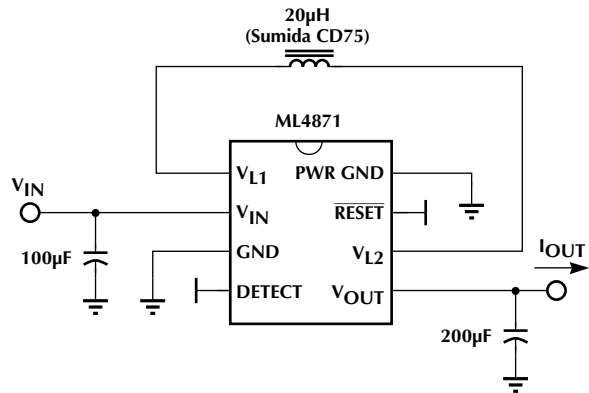 20µH
(Sumida CD75)
ML4871
V_L1
PWR GND
V_IN
V_IN
RESET
GND
V_L2
100µF
I_OUT
DETECT
V_OUT
200µF